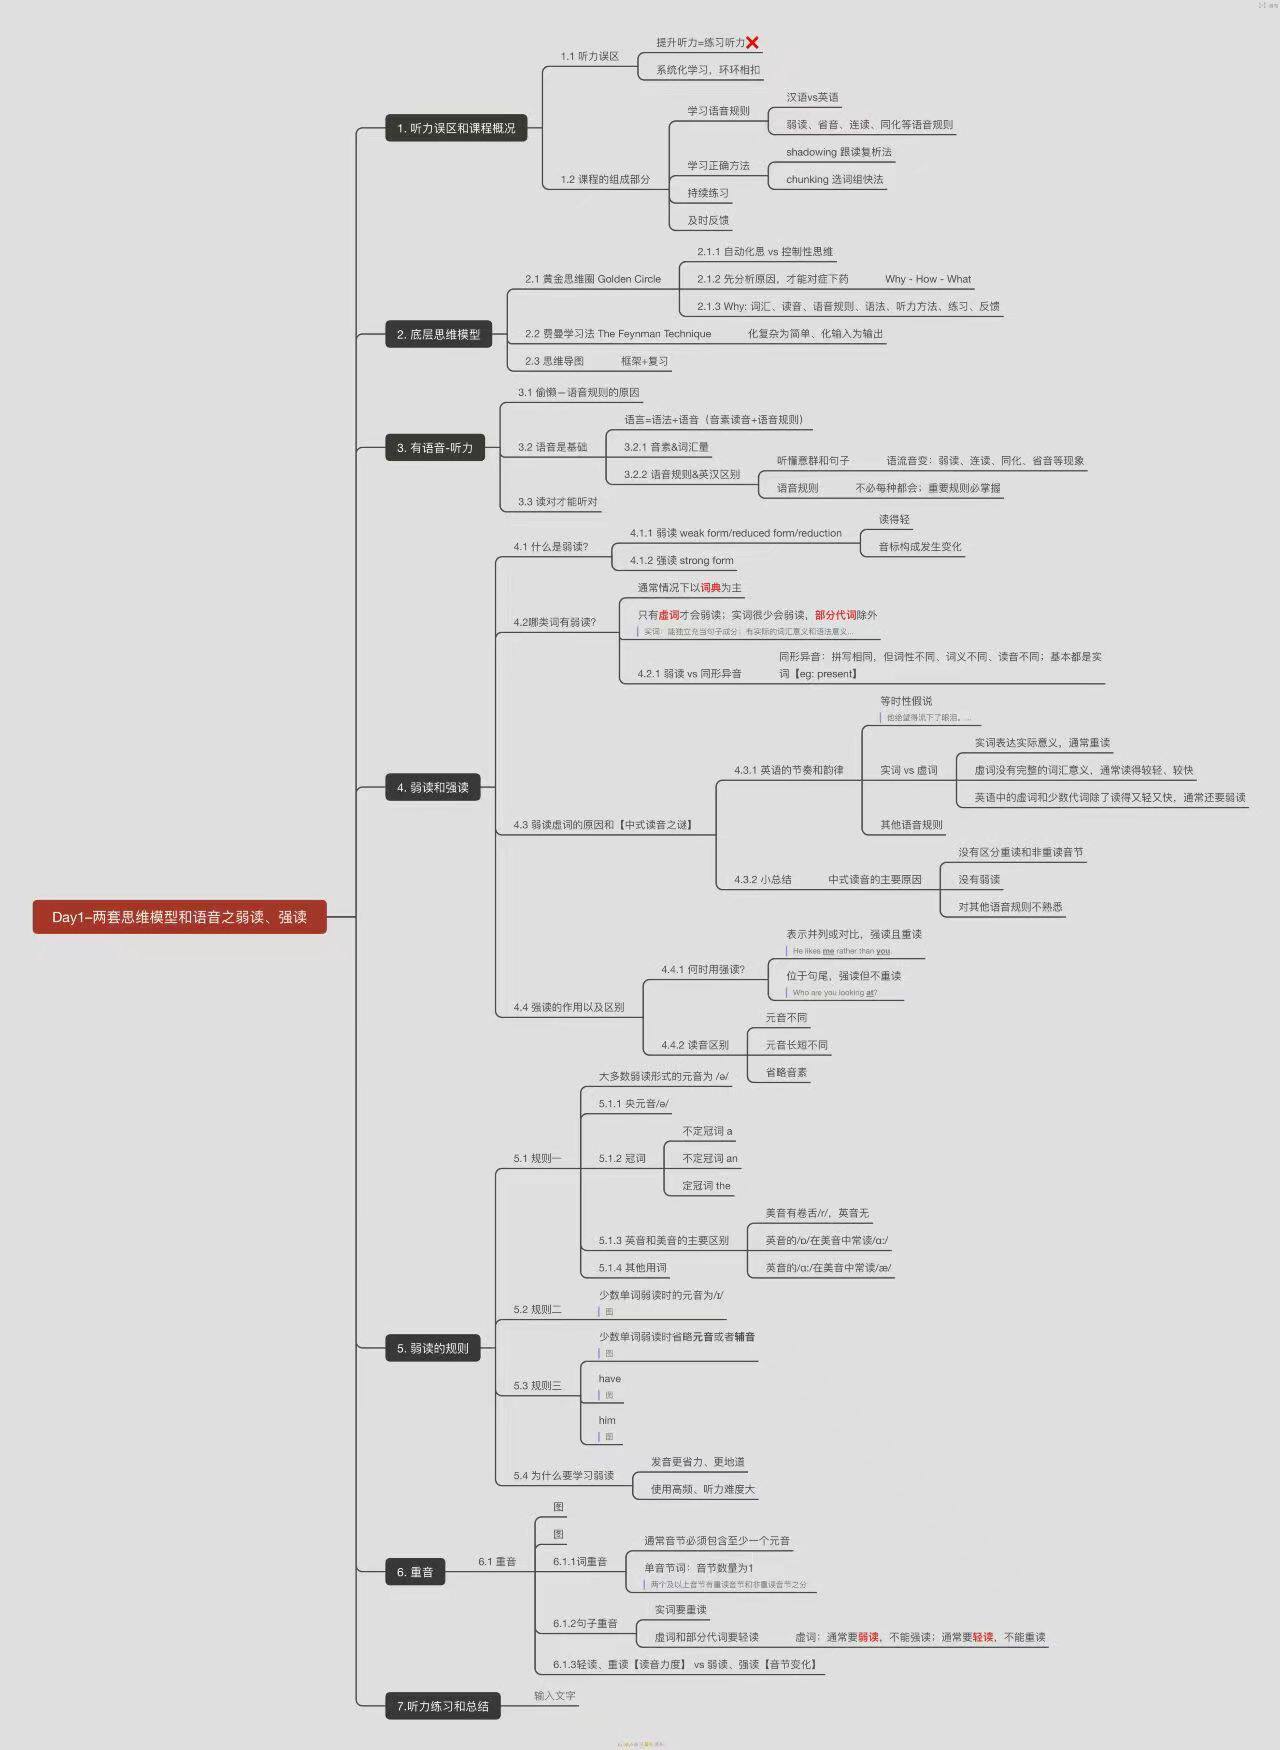 Day1–两套思维模型和语音之弱读、强读
1. 听力误区和课程概况
1.1 听力误区
提升听力=练习听力❌
系统化学习，环环相扣
1.2 课程的组成部分
学习语音规则
汉语vs英语
弱读、省音、连读、同化等语音规则
学习正确方法
shadowing 跟读复析法
chunking 选词组快法
持续练习
及时反馈
2. 底层思维模型
2.1 黄金思维圈 Golden Circle
2.1.1 自动化思 vs 控制性思维
2.1.2 先分析原因，才能对症下药
Why - How - What
2.1.3 Why: 词汇、读音、语音规则、语法、听力方法、练习、反馈
2.2 费曼学习法 The Feynman Technique
化复杂为简单、化输入为输出
2.3 思维导图
框架+复习
3. 有语音-听力
3.1 偷懒－语音规则的原因
3.2 语音是基础
语言=语法+语音（音素读音+语音规则）
3.2.1 音素&词汇量
3.2.2 语音规则&英汉区别
听懂意群和句子
语流音变：弱读、连读、同化、省音等现象
语音规则
不必每种都会；重要规则必掌握
3.3 读对才能听对
4. 弱读和强读
4.1 什么是弱读？
4.1.1 弱读 weak form/reduced form/reduction
读得轻
音标构成发生变化
4.1.2 强读 strong form
4.2哪类词有弱读？
通常情况下以词典为主
只有虚词才会弱读；实词很少会弱读，部分代词除外
实词：能独立充当句子成分；有实际的词汇意义和语法意义...
4.2.1 弱读 vs 同形异音
同形异音：拼写相同，但词性不同、词义不同、读音不同；基本都是实
词【eg: present】
4.3 弱读虚词的原因和【中式读音之谜】
4.3.1 英语的节奏和韵律
等时性假说
他绝望得流下了眼泪。...
实词 vs 虚词
实词表达实际意义，通常重读
虚词没有完整的词汇意义，通常读得较轻、较快
英语中的虚词和少数代词除了读得又轻又快，通常还要弱读
其他语音规则
4.3.2 小总结
中式读音的主要原因
没有区分重读和非重读音节
没有弱读
对其他语音规则不熟悉
4.4 强读的作用以及区别
4.4.1 何时用强读？
表示并列或对比，强读且重读
He likes me rather than you.
位于句尾，强读但不重读
Who are you looking at?
4.4.2 读音区别
元音不同
元音长短不同
省略音素
5. 弱读的规则
5.1 规则一
大多数弱读形式的元音为 /ə/
5.1.1 央元音/ə/
5.1.2 冠词
不定冠词 a
不定冠词 an
定冠词 the
5.1.3 英音和美音的主要区别
美音有卷舌/r/，英音无
英音的/ɒ/在美音中常读/ɑ:/
英音的/ɑ:/在美音中常读/æ/
5.1.4 其他用词
5.2 规则二
少数单词弱读时的元音为/ɪ/
图
5.3 规则三
少数单词弱读时省略元音或者辅音
图
have
图
him
图
5.4 为什么要学习弱读
发音更省力、更地道
使用高频、听力难度大
6. 重音
6.1 重音
图
图
6.1.1词重音
通常音节必须包含至少一个元音
单音节词：音节数量为1
两个及以上音节有重读音节和非重读音节之分
6.1.2句子重音
实词要重读
虚词和部分代词要轻读
虚词：通常要弱读，不能强读；通常要轻读，不能重读
6.1.3轻读、重读【读音力度】 vs 弱读、强读【音节变化】
7.听力练习和总结
输入文字